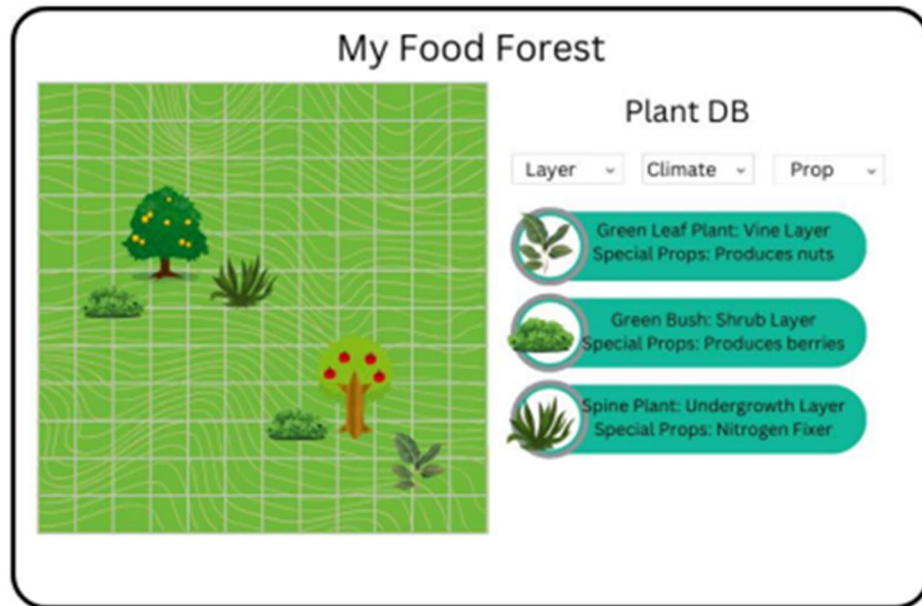 My Food Forest
Plant DB
Layer
Climate
Prop
Green Leaf Plant: Vine Layer
Special Props: Produces nuts
Green Bush: Shrub Layer
Special Props: Produces berries
Spine Plant: Undergrowth Layer
Special Props: Nitrogen Fixer